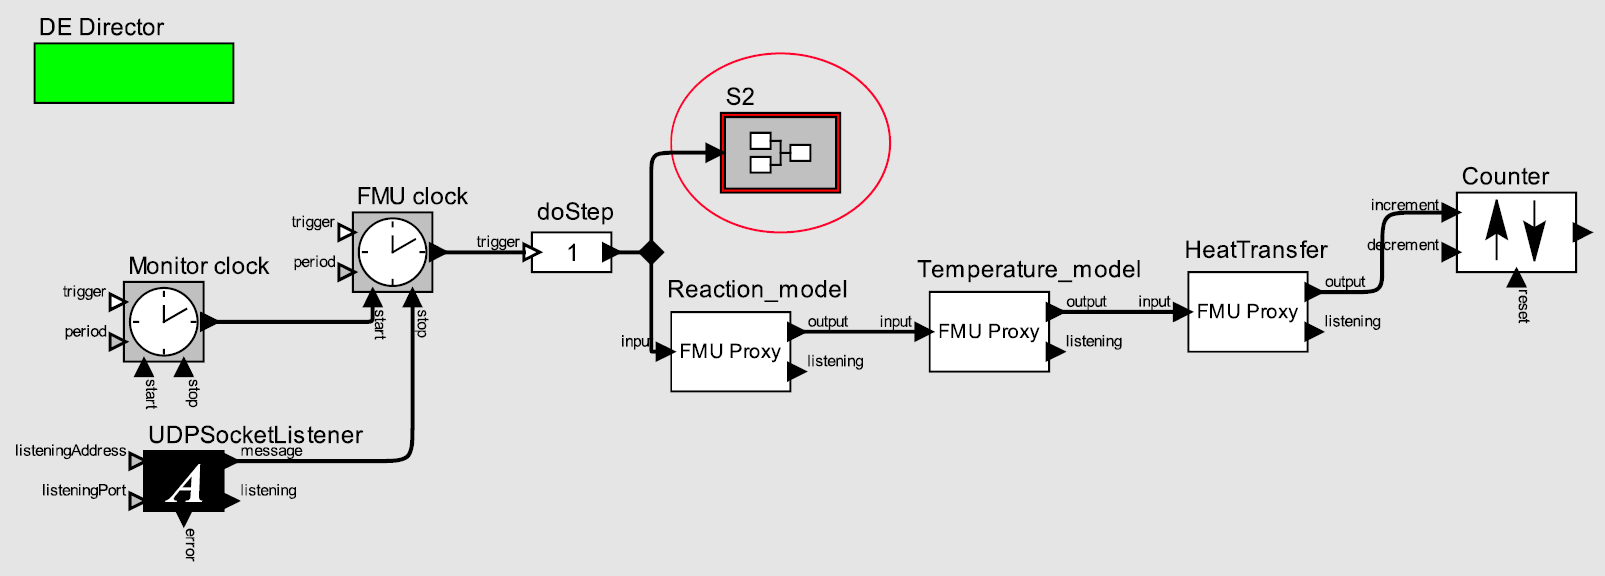 DE Director
S2
FMU clock
trigger
period
start
stop
doStep
trigger
1
Monitor clock
trigger
period
start
stop
UDPSocketListener
listeningAddress
listeningPort
A
message
listening
error
Reaction_model
input
FMU Proxy
output
listening
Temperature_model
input
FMU Proxy
output
listening
HeatTransfer
input
FMU Proxy
output
listening
Counter
increment
decrement
reset